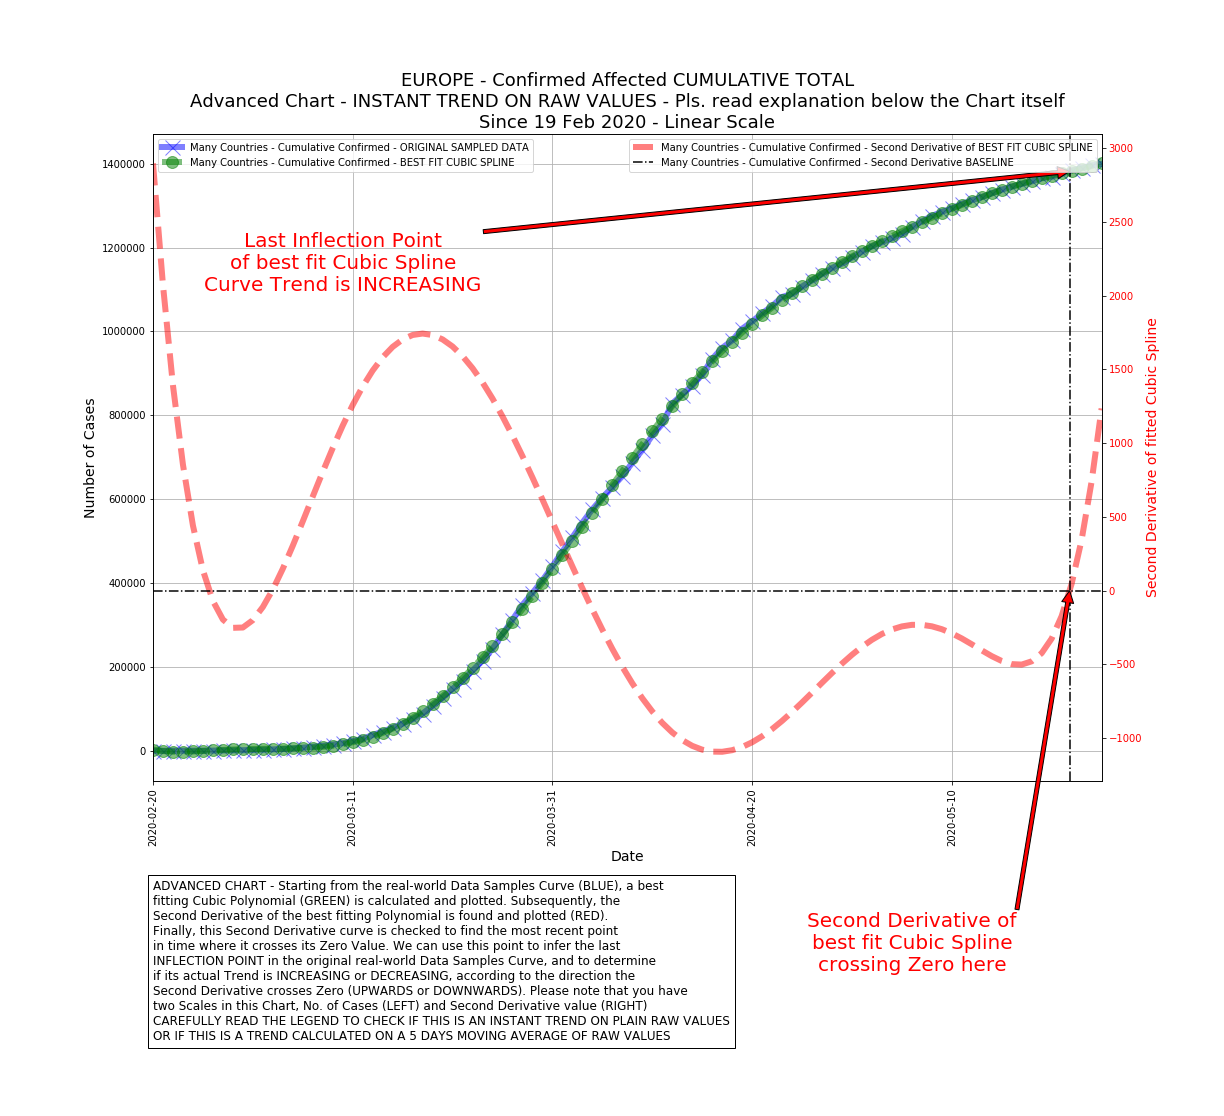 EUROPE - Confirmed Affected CUMULATIVE TOTAL
Advanced Chart - INSTANT TREND ON RAW VALUES - Pls. read explanation below the Chart itself
Since 19 Feb 2020 - Linear Scale
Many Countries - Cumulative Confirmed - ORIGINAL SAMPLED DATA
Many Countries - Cumulative Confirmed - BEST FIT CUBIC SPLINE
Many Countries - Cumulative Confirmed - Second Derivative of BEST FIT CUBIC SPLINE
Many Countries - Cumulative Confirmed - Second Derivative BASELINE
Last Inflection Point
of best fit Cubic Spline
Curve Trend is INCREASING
Number of Cases
1400000
1200000
1000000
800000
600000
400000
200000
0
3000
2500
2000
1500
1000
500
0
−500
−1000
Second Derivative of fitted Cubic Spline
2020-02-20
2020-03-11
2020-03-31
2020-04-20
2020-05-10
Date
ADVANCED CHART - Starting from the real-world Data Samples Curve (BLUE), a best
fitting Cubic Polynomial (GREEN) is calculated and plotted. Subsequently, the
Second Derivative of the best fitting Polynomial is found and plotted (RED).
Finally, this Second Derivative curve is checked to find the most recent point
in time where it crosses its Zero Value. We can use this point to infer the last
INFLECTION POINT in the original real-world Data Samples Curve, and to determine
if its actual Trend is INCREASING or DECREASING, according to the direction the
Second Derivative crosses Zero (UPWARDS or DOWNWARDS). Please note that you have
two Scales in this Chart, No. of Cases (LEFT) and Second Derivative value (RIGHT)
CAREFULLY READ THE LEGEND TO CHECK IF THIS IS AN INSTANT TREND ON PLAIN RAW VALUES
OR IF THIS IS A TREND CALCULATED ON A 5 DAYS MOVING AVERAGE OF RAW VALUES
Second Derivative of
best fit Cubic Spline
crossing Zero here